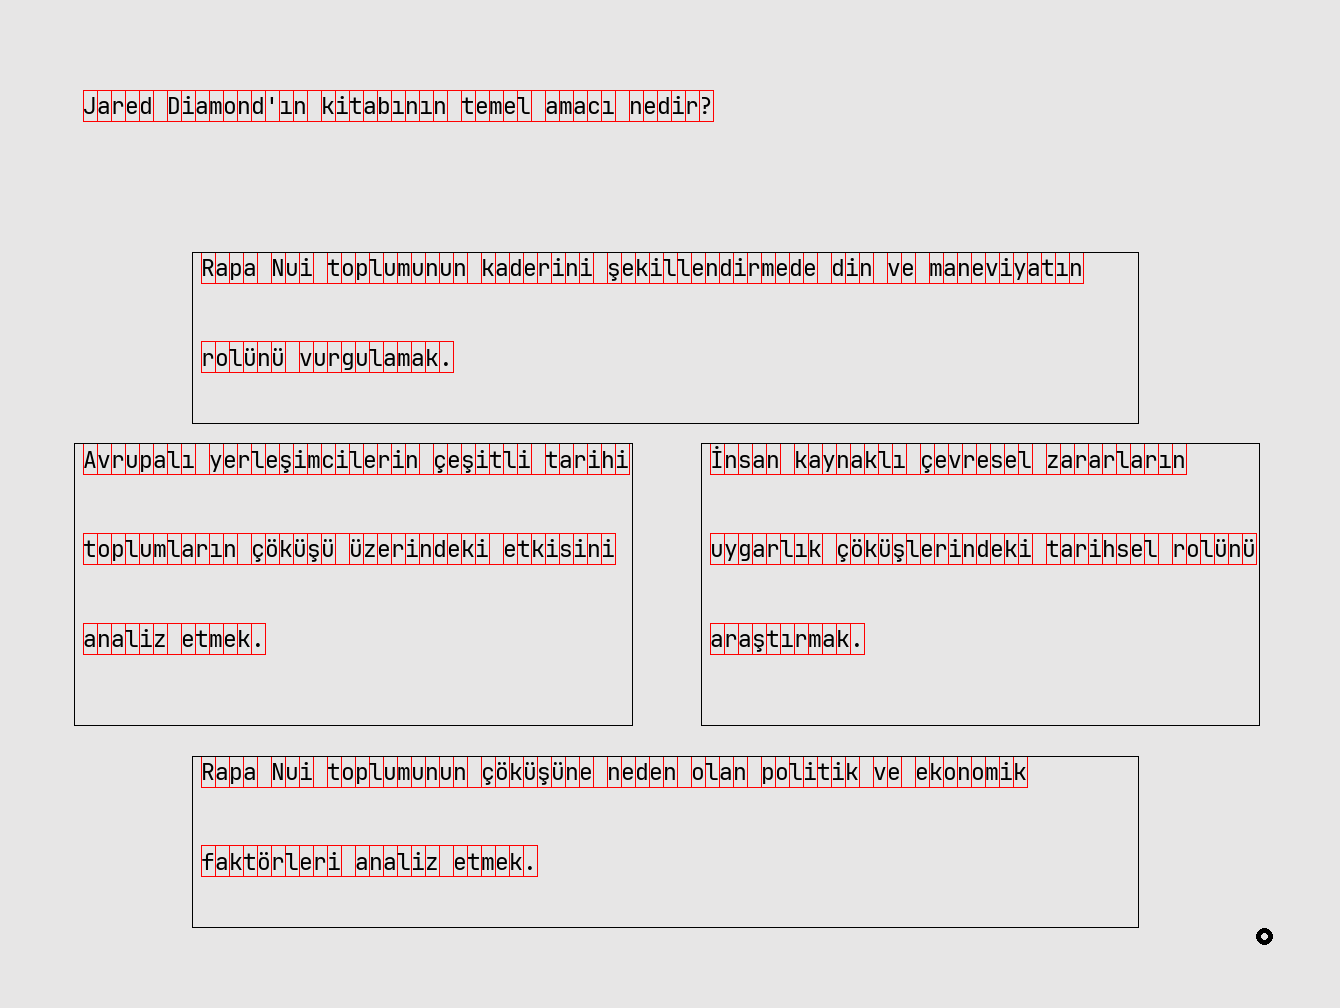 Jared Diamond'ın kitabının temel amacı nedir?
Rapa Nui toplumunun kaderini şekillendirmede din ve maneviyatın
rolünü vurgulamak.
Avrupalı yerleşimcilerin çeşitli tarihi
toplumların çöküşü üzerindeki etkisini
analiz etmek.
İnsan kaynaklı çevresel zararların
uygarlık çöküşlerindeki tarihsel rolünü
araştırmak.
Rapa Nui toplumunun çöküşüne neden olan politik ve ekonomik
faktörleri analiz etmek.